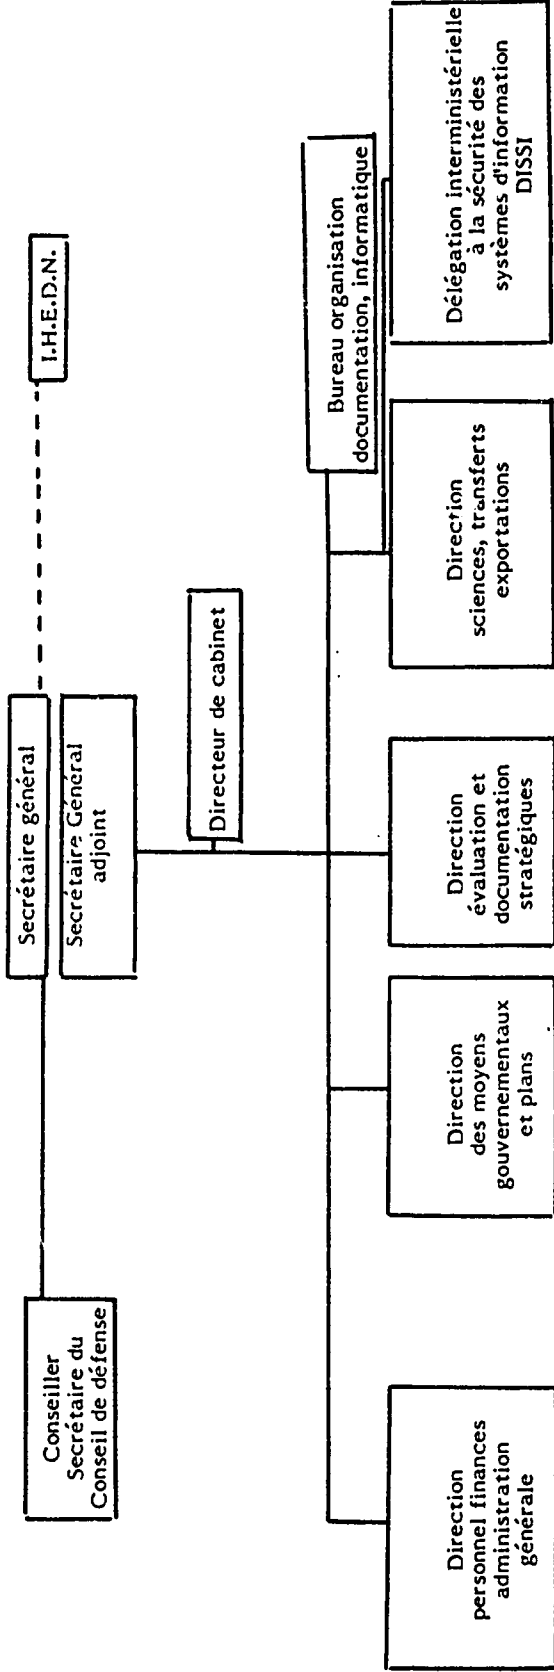 Conseiller
Secrétaire du
Conseil de défense
Secrétaire général
Secrétaire Général
adjoint
I.H.E.D.N.
Directeur de cabinet
Bureau organisation
documentation, informatique
Direction
personnel finances
administration
générale
Direction
des moyens
gouvernementaux
et plans
Direction
évaluation et
documentation
stratégiques
Direction
sciences, transferts
exportations
Délégation interministérielle
à la sécurité des
systèmes d'information
DISSI